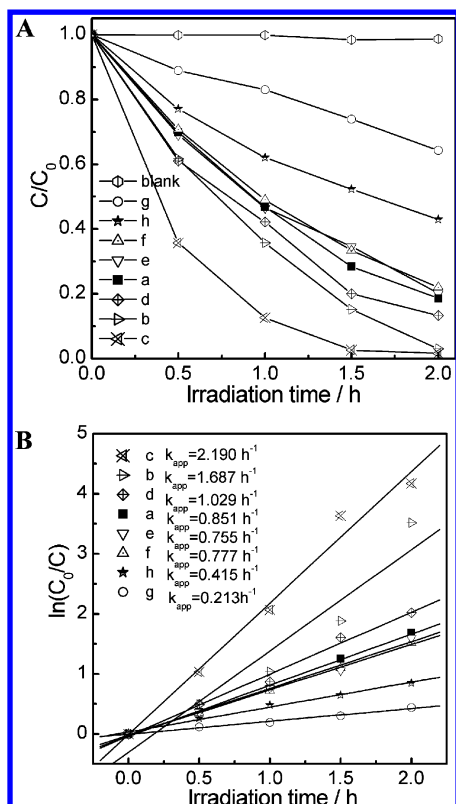 A
1.0
0.8
0.6
0.4
0.2
0.0
C/C0
blank
g
h
f
e
a
d
b
c
0.0 0.5 1.0 1.5 2.0
Irradiation time / h
B
5
4
3
2
1
0
ln(C0/C)
c kapp=2.190 h-1
b kapp=1.687 h-1
d kapp=1.029 h-1
a kapp=0.851 h-1
e kapp=0.755 h-1
f kapp=0.777 h-1
h kapp=0.415 h-1
g kapp=0.213h-1
0.0 0.5 1.0 1.5 2.0
Irradiation time / h